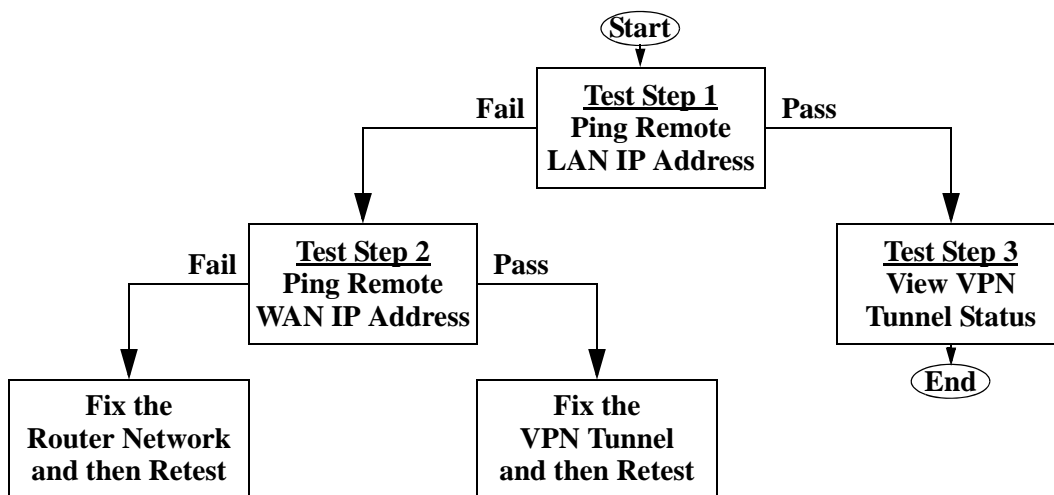 Start
Test Step 1
Ping Remote
LAN IP Address
Fail
Pass
Test Step 2
Ping Remote
WAN IP Address
Fail
Pass
Test Step 3
View VPN
Tunnel Status
End
Fix the
Router Network
and then Retest
Fix the
VPN Tunnel
and then Retest